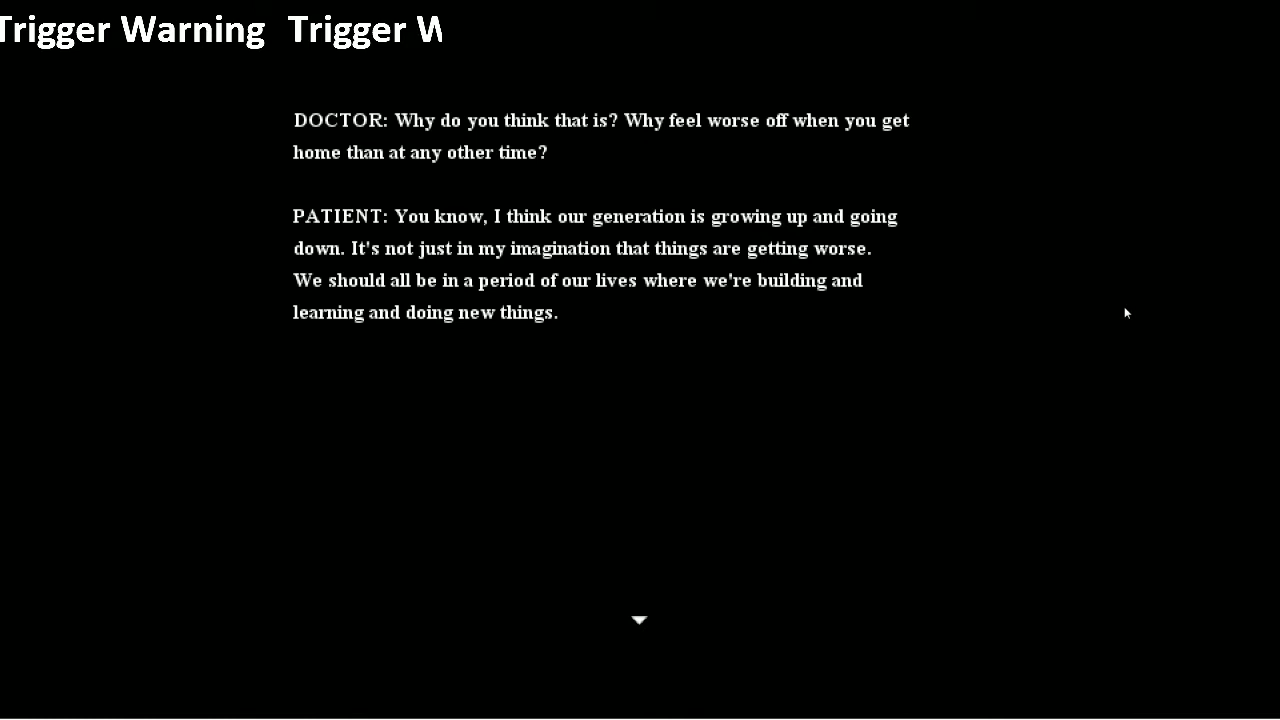 Trigger Warning Trigger W
DOCTOR: Why do you think that is? Why feel worse off when you get
home than at any other time?
PATIENT: You know, I think our generation is growing up and going
down. It's not just in my imagination that things are getting worse.
We should all be in a period of our lives where we're building and
learning and doing new things.